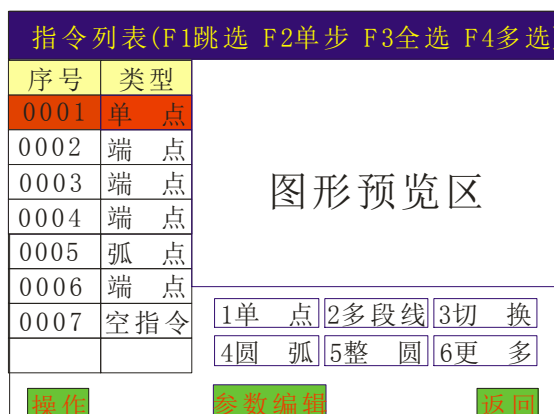 指令列表(F1跳选 F2单步 F3全选 F4多选)
序号 类型
0001 单 点
0002 端 点
0003 端 点
0004 端 点
0005 弧 点
0006 端 点
0007 空指令
图形预览区
1单 点 2多段线 3切 换
4圆 弧 5整 圆 6更 多
操作 参数编辑 返回